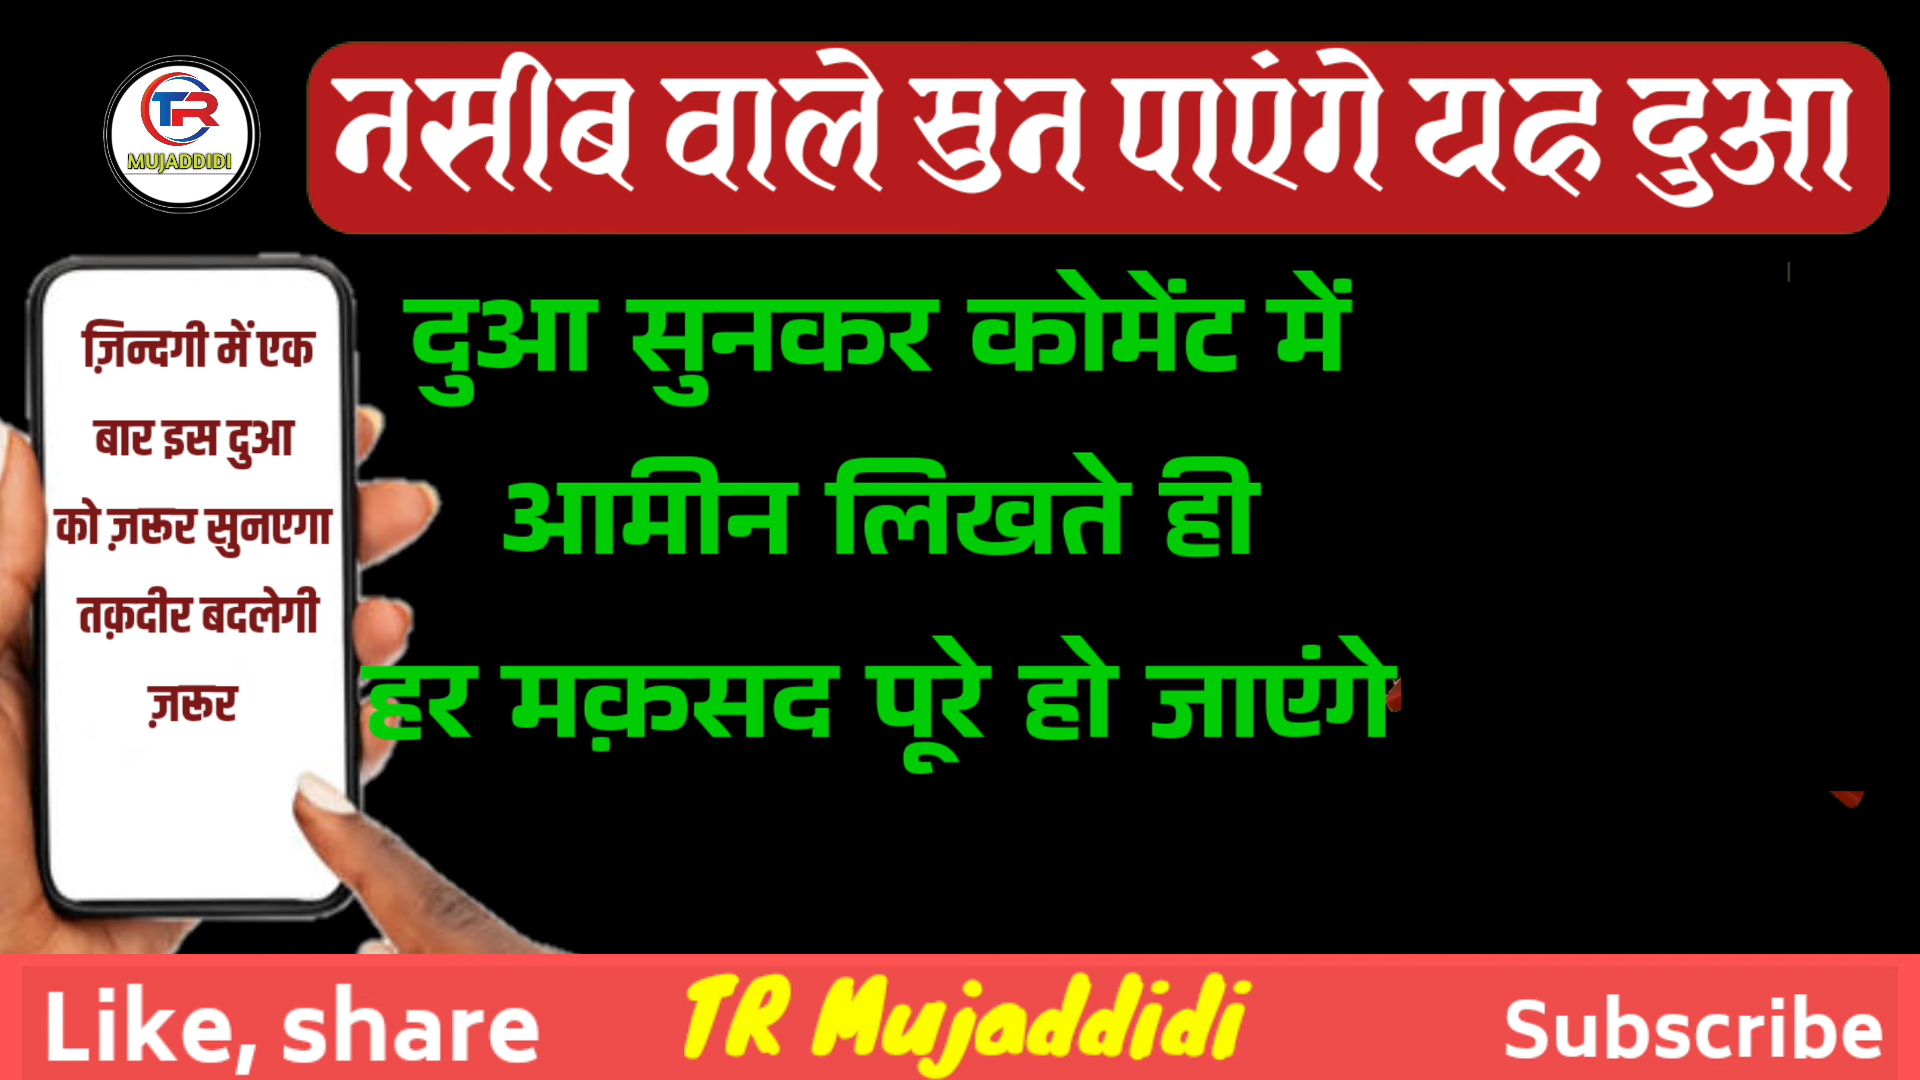 TR
MUJADDIDI
नसीब वाले सुन पाएंगे यह दुआ
ज़िन्दगी में एक
बार इस दुआ
को ज़रूर सुनएगा
तक़दीर बदलेगी
ज़रूर
दुआ सुनकर कोमेंट में
आमीन लिखते ही
हर मक़सद पूरे हो जाएंगे
Like, share
TR Mujaddidi
Subscribe